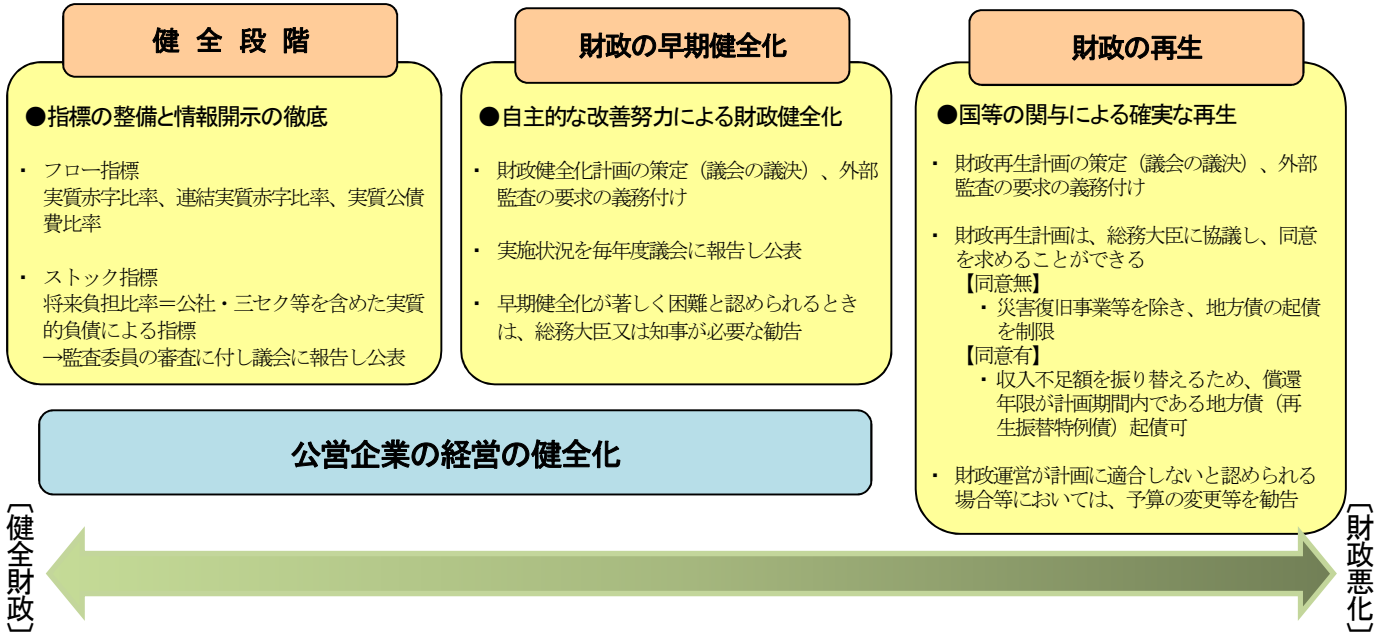 健 全 段 階
●指標の整備と情報開示の徹底
・ フロー指標
実質赤字比率、連結実質赤字比率、実質公債
費比率
・ ストック指標
将来負担比率＝公社・三セク等を含めた実質
的負債による指標
→監査委員の審査に付し議会に報告し公表
財政の早期健全化
●自主的な改善努力による財政健全化
・ 財政健全化計画の策定（議会の議決）、外部
監査の要求の義務付け
・ 実施状況を毎年度議会に報告し公表
・ 早期健全化が著しく困難と認められるとき
は、総務大臣又は知事が必要な勧告
財政の再生
●国等の関与による確実な再生
・ 財政再生計画の策定（議会の議決）、外部
監査の要求の義務付け
・ 財政再生計画は、総務大臣に協議し、同意
を求めることができる
【同意無】
・ 災害復旧事業等を除き、地方債の起債
を制限
【同意有】
・ 収入不足額を振り替えるため、償還
年限が計画期間内である地方債（再
生振替特例債）起債可
・ 財政運営が計画に適合しないと認められる
場合等においては、予算の変更等を勧告
公営企業の経営の健全化
〔健全財政〕
〔財政悪化〕